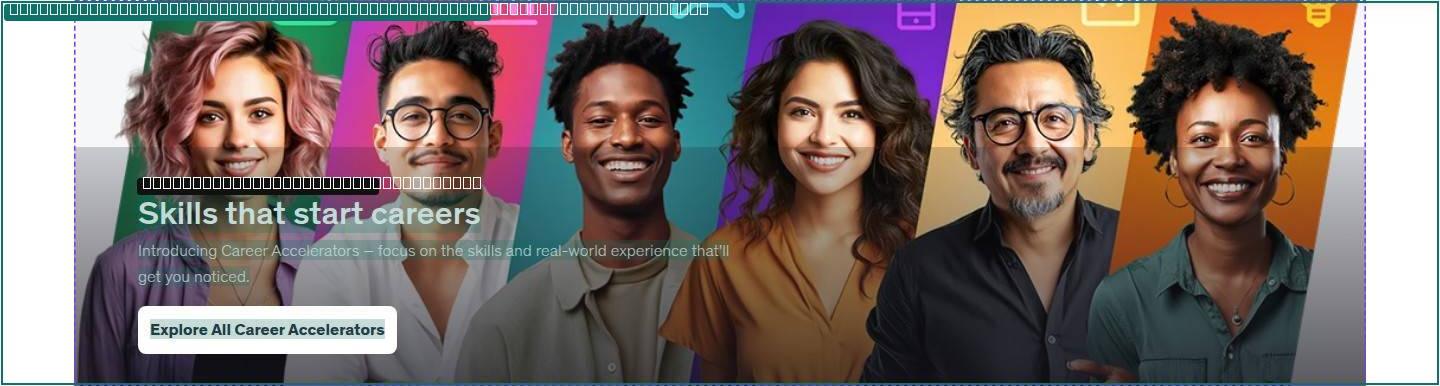 Skills that start careers
Introducing Career Accelerators – focus on the skills and real-world experience that'll
get you noticed.
Explore All Career Accelerators